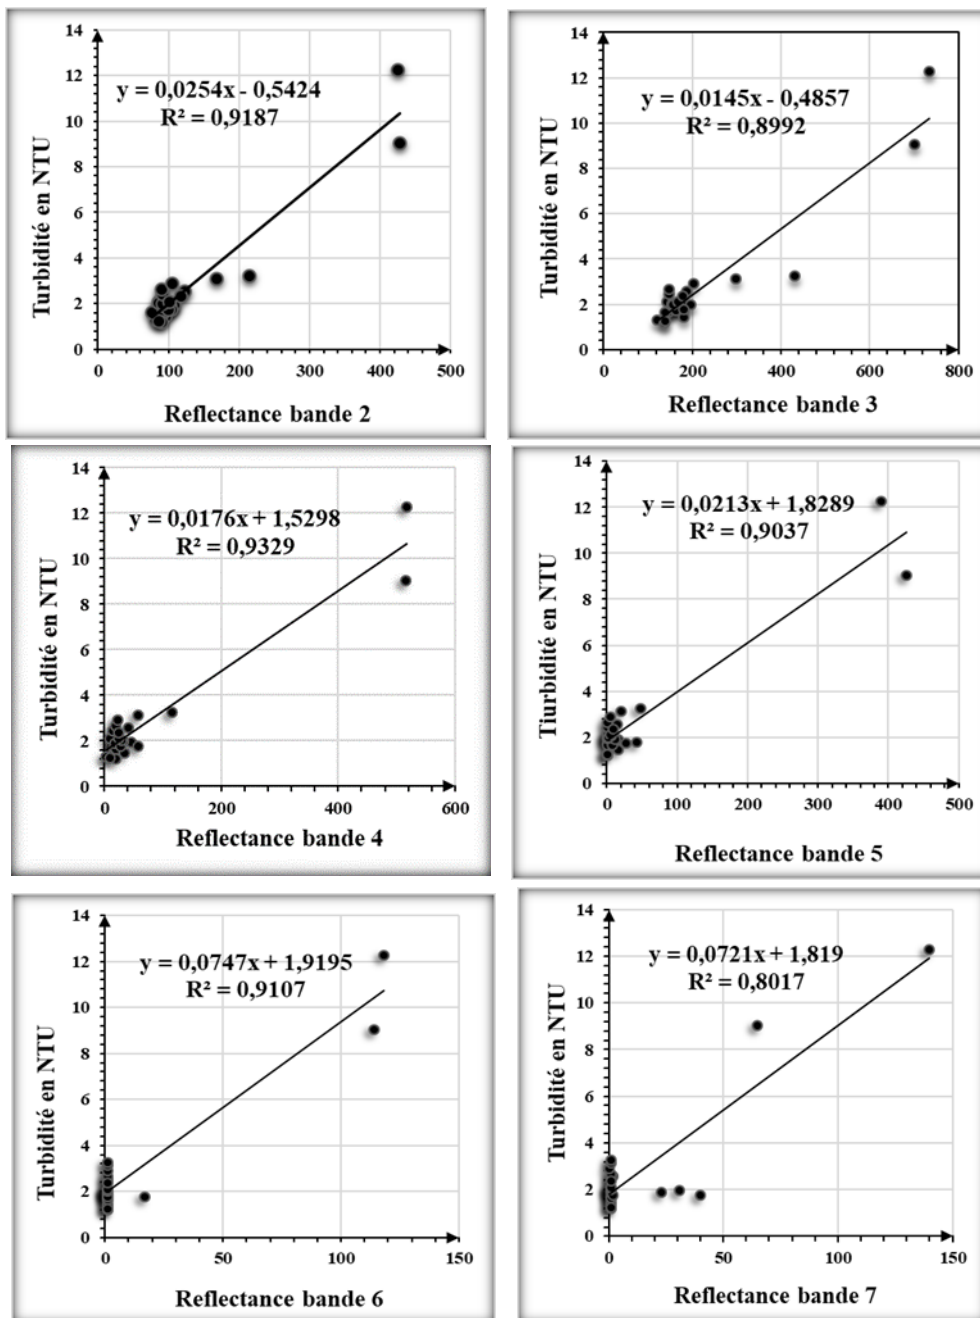 14
12
10
8
6
4
2
0
y = 0,0254x - 0,5424
R² = 0,9187
Turbidité en NTU
0 100 200 300 400 500
Reflectance bande 2
14
12
10
8
6
4
2
0
y = 0,0145x - 0,4857
R² = 0,8992
Turbidité en NTU
0 200 400 600 800
Reflectance bande 3
14
12
10
8
6
4
2
0
y = 0,0176x + 1,5298
R² = 0,9329
Turbidité en NTU
0 200 400 600
Reflectance bande 4
14
12
10
8
6
4
2
0
y = 0,0213x + 1,8289
R² = 0,9037
Tiurbidité en NTU
0 100 200 300 400 500
Reflectance bande 5
14
12
10
8
6
4
2
0
y = 0,0747x + 1,9195
R² = 0,9107
Turbidité en NTU
0 50 100 150
Reflectance bande 6
14
12
10
8
6
4
2
0
y = 0,0721x + 1,819
R² = 0,8017
Turbidité en NTU
0 50 100 150
Reflectance bande 7